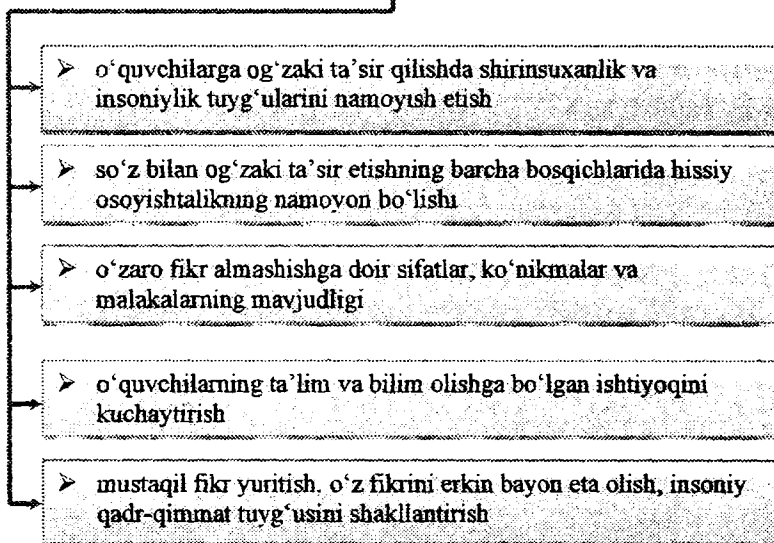 ➢ o‘quvchilarga og‘zaki ta’sir qilishda shirinsuxanlik va
insoniylik tuyg‘ularini namoyish etish
➢ so‘z bilan og‘zaki ta’sir etishning barcha bosqichlarida hissiy
osoyishtalikning namoyon bo‘lishi
➢ o‘zaro fikr almashishga doir sifatlar, ko‘nikmalar va
malakalarning mavjudligi
➢ o‘quvchilarning ta’lim va bilim olishga bo‘lgan ishtiyoqini
kuchaytirish
➢ mustaqil fikr yuritish. o‘z fikrini erkin bayon eta olish, insoniy
qadr-qimmat tuyg‘usini shakllantirish